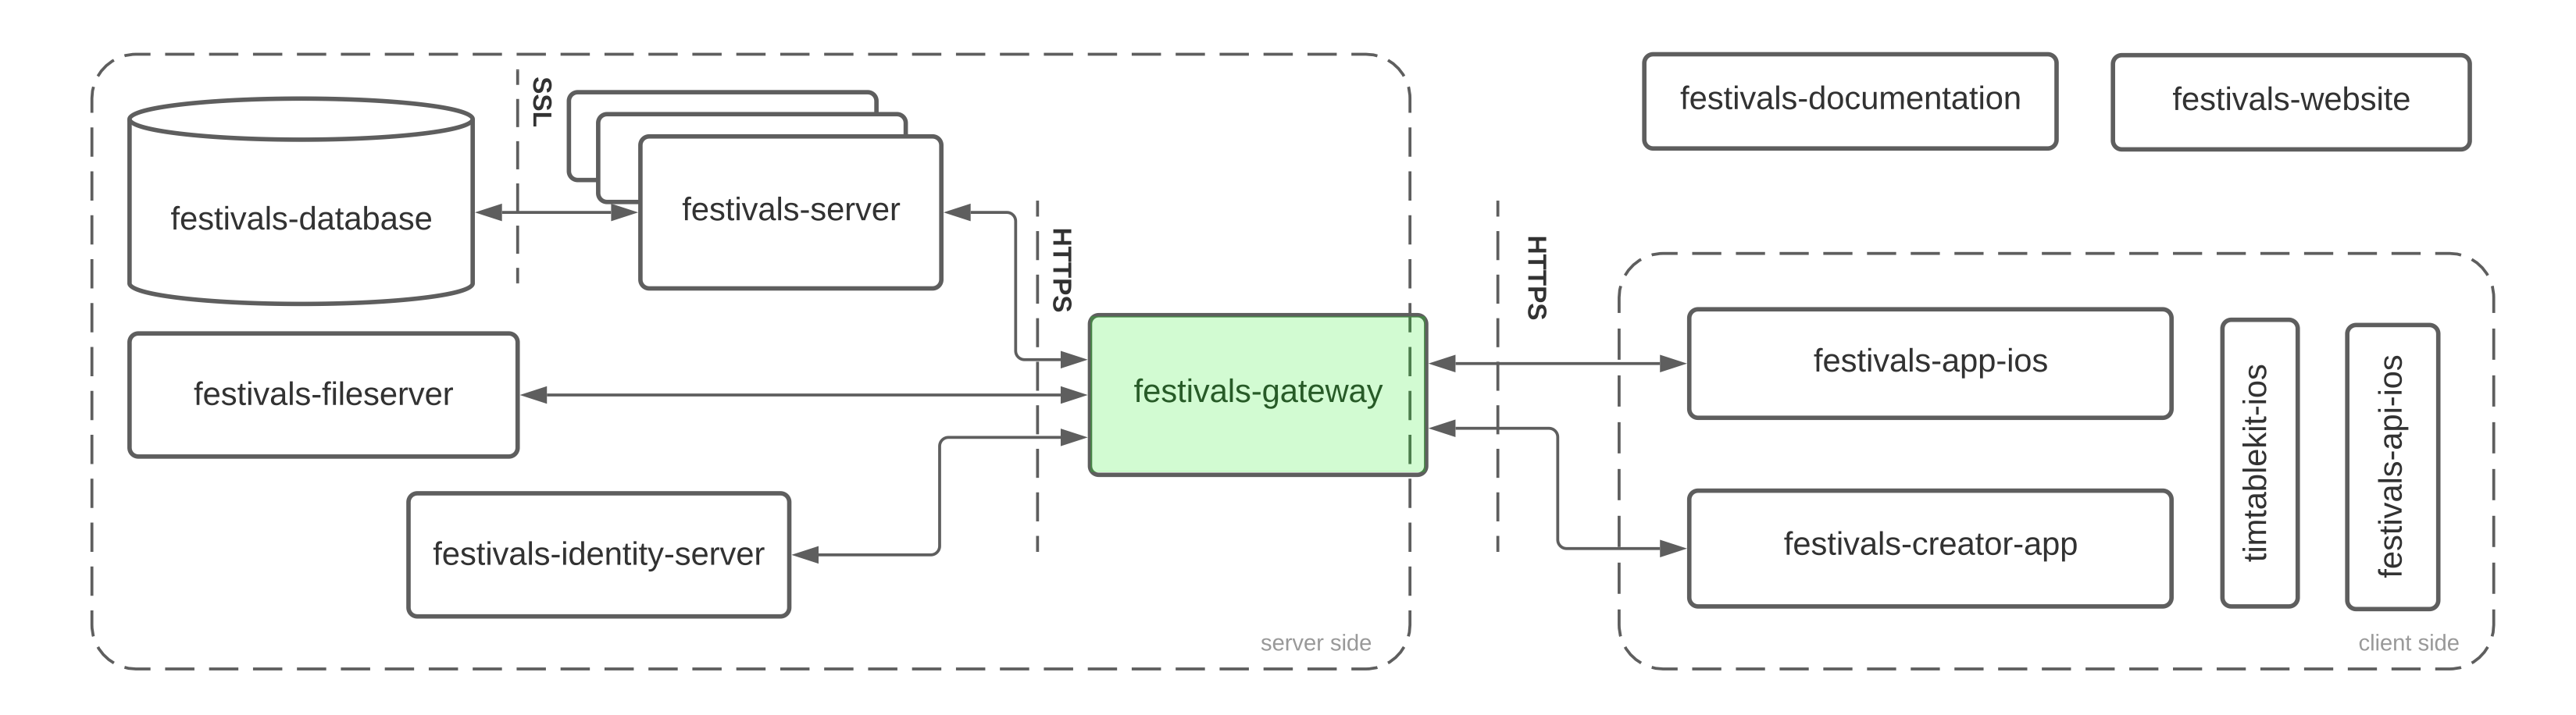 festivals-documentation
festivals-website
SSL
festivals-database
festivals-server
HTTPS
HTTPS
festivals-fileserver
festivals-gateway
festivals-app-ios
timtablekit-ios
festivals-api-ios
festivals-identity-server
festivals-creator-app
server side
client side